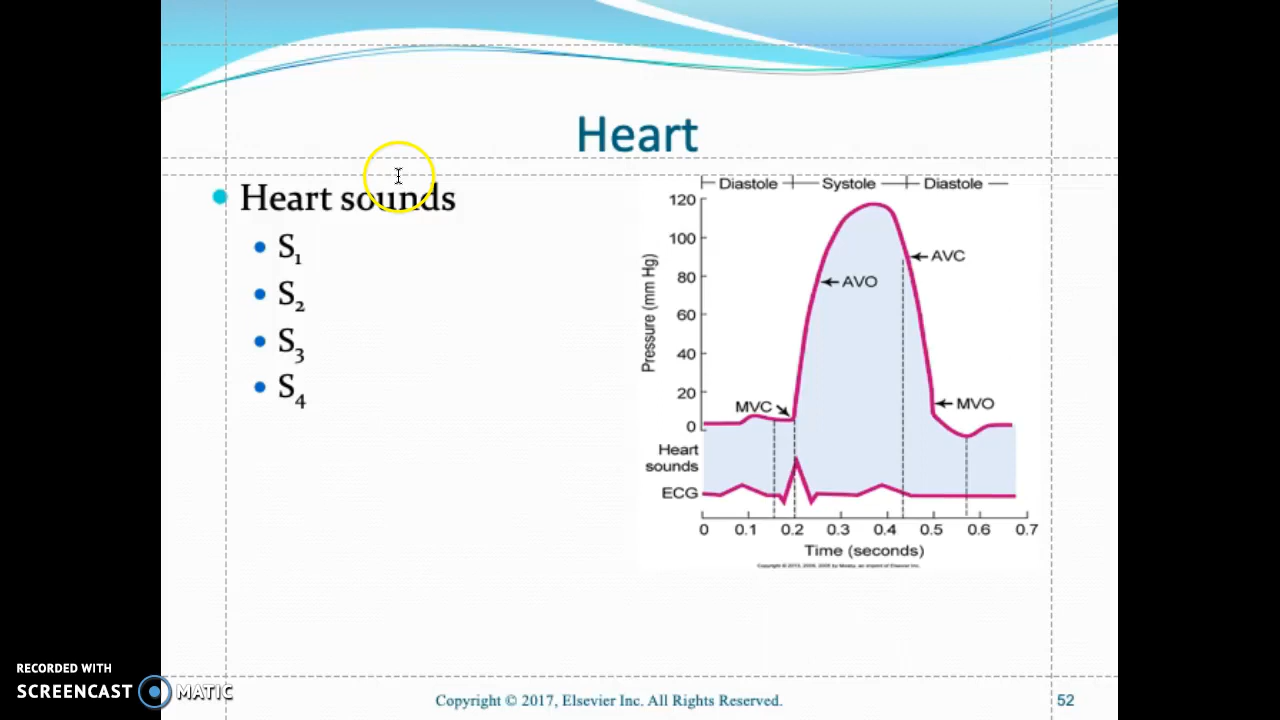 Heart
Heart sounds
S1
S2
S3
S4
Diastole
Systole
Diastole
120
100
80
60
40
20
0
Pressure (mm Hg)
AVC
AVO
MVC
MVO
Heart
sounds
ECG
0 0.1 0.2 0.3 0.4 0.5 0.6 0.7
Time (seconds)
RECORDED WITH
SCREENCAST MATIC
Copyright © 2017, Elsevier Inc. All Rights Reserved.
52